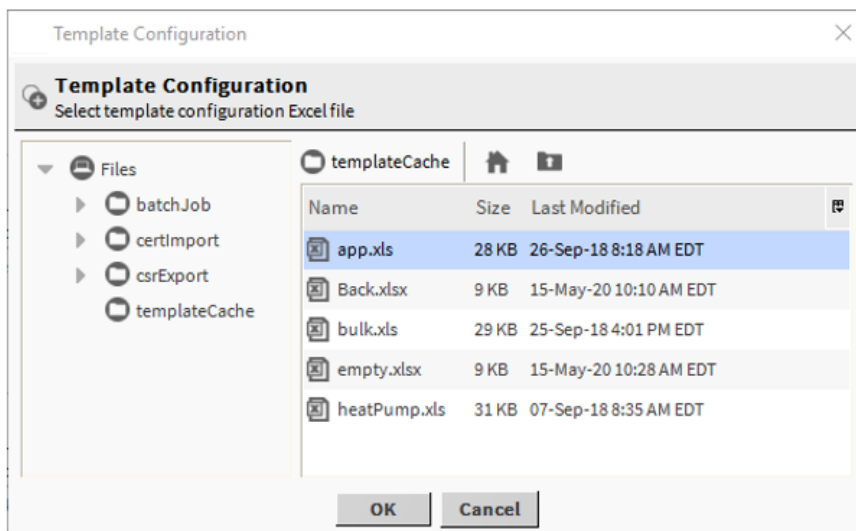 Template Configuration
Template Configuration
Select template configuration Excel file
Files
batchJob
certImport
csrExport
templateCache
templateCache
Name Size Last Modified
app.xls 28 KB 26-Sep-18 8:18 AM EDT
Back.xlsx 9 KB 15-May-20 10:10 AM EDT
bulk.xls 29 KB 25-Sep-18 4:01 PM EDT
empty.xlsx 9 KB 15-May-20 10:28 AM EDT
heatPump.xls 31 KB 07-Sep-18 8:35 AM EDT
OK Cancel